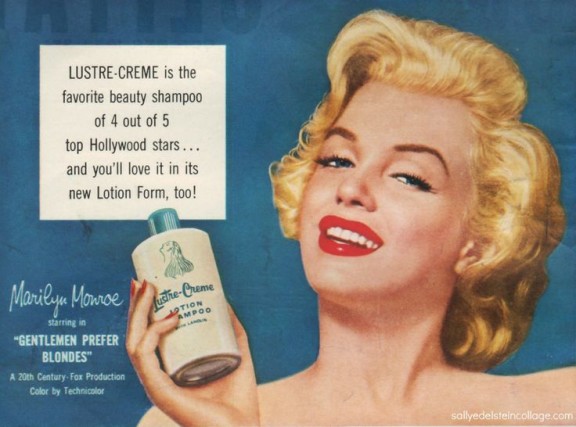 LUSTRE-CREME is the
favorite beauty shampoo
of 4 out of 5
top Hollywood stars...
and you'll love it in its
new Lotion Form, too!
Lustre-Creme
LOTION
SHAMPOO
WITH LANOLIN
Marilyn Monroe
starring in
"GENTLEMEN PREFER
BLONDES"
A 20th Century-Fox Production
Color by Technicolor
sallyedelsteincollage.com